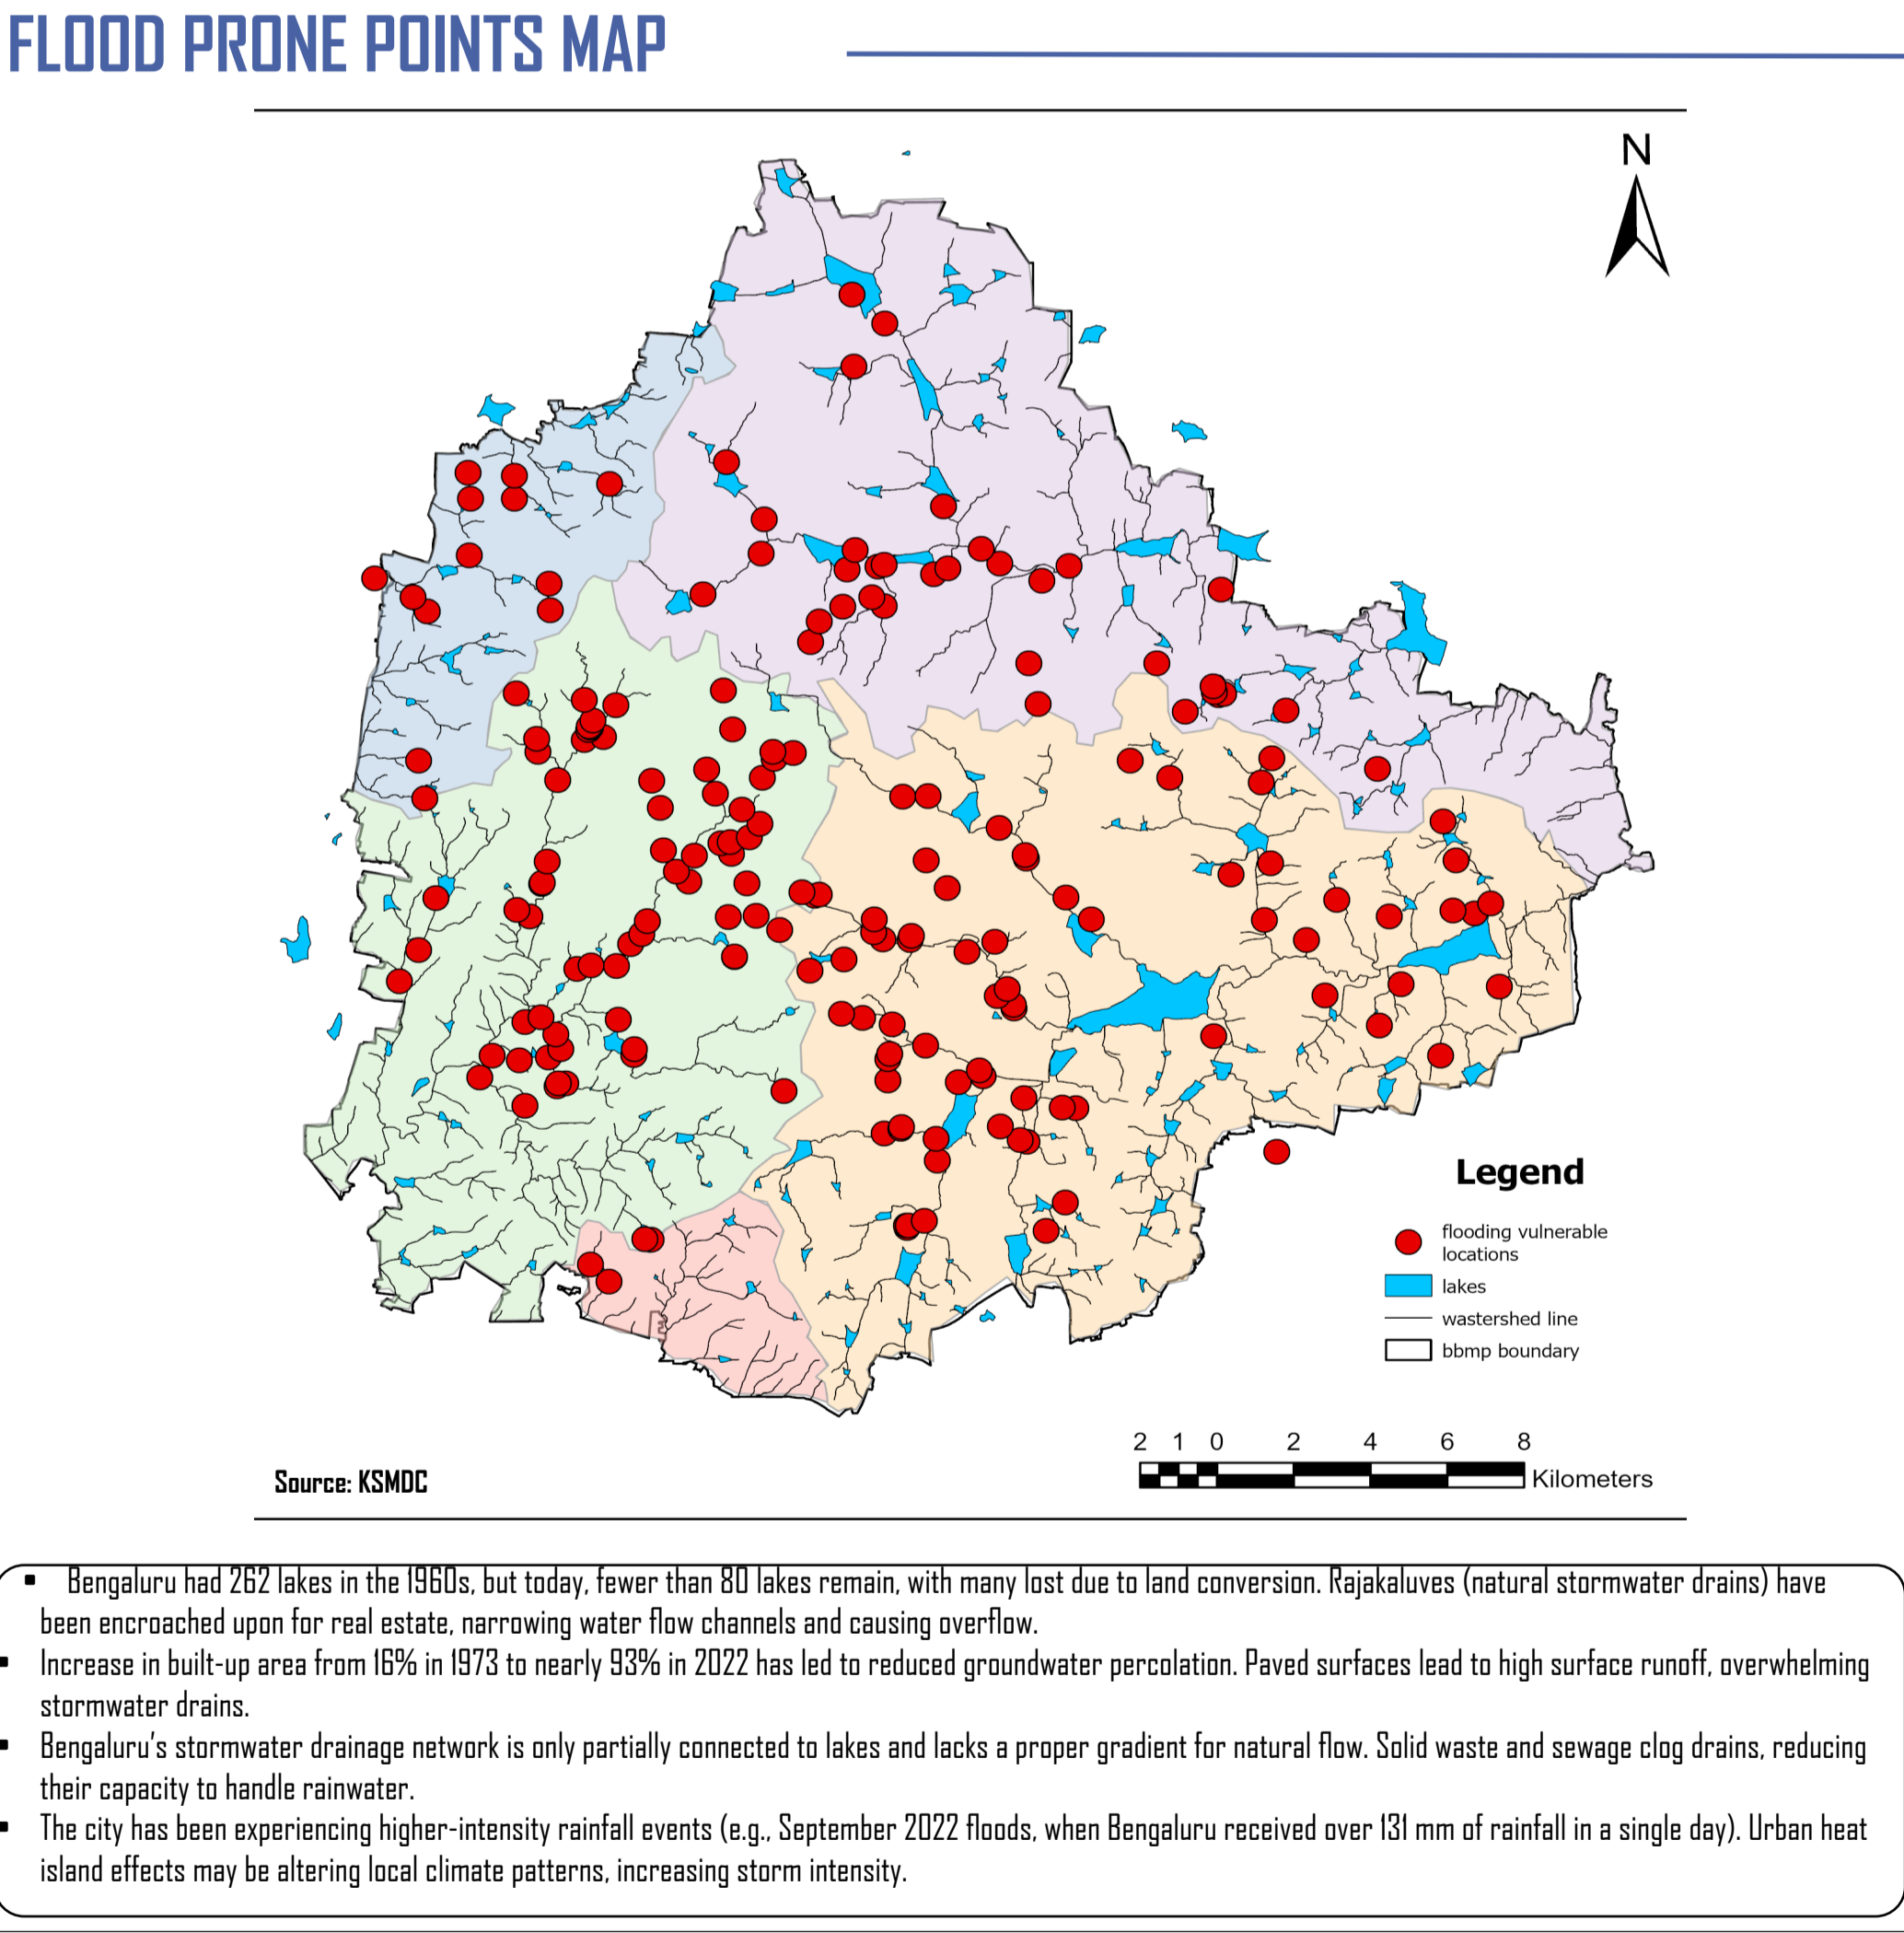 FLOOD PRONE POINTS MAP
N
Legend
flooding vulnerable
locations
lakes
wastershed line
bbmp boundary
2 1 0 2 4 6 8
Kilometers
Source: KSMDC
▪ Bengaluru had 262 lakes in the 1960s, but today, fewer than 80 lakes remain, with many lost due to land conversion. Rajakaluves (natural stormwater drains) have
been encroached upon for real estate, narrowing water flow channels and causing overflow.
▪ Increase in built-up area from 16% in 1973 to nearly 93% in 2022 has led to reduced groundwater percolation. Paved surfaces lead to high surface runoff, overwhelming
stormwater drains.
▪ Bengaluru’s stormwater drainage network is only partially connected to lakes and lacks a proper gradient for natural flow. Solid waste and sewage clog drains, reducing
their capacity to handle rainwater.
▪ The city has been experiencing higher-intensity rainfall events (e.g., September 2022 floods, when Bengaluru received over 131 mm of rainfall in a single day). Urban heat
island effects may be altering local climate patterns, increasing storm intensity.